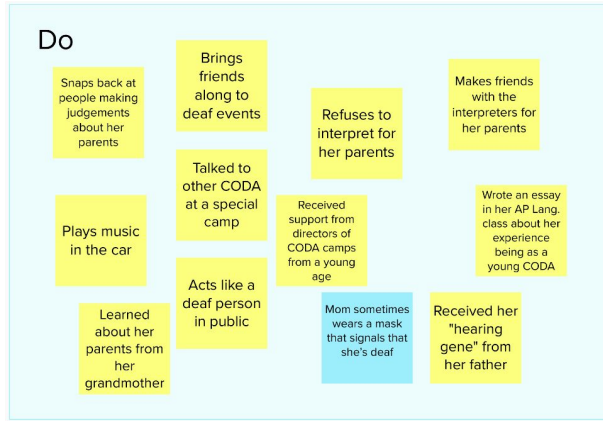 Do
Snaps back at
people making
judgements
about her
parents
Brings
friends
along to
deaf events
Refuses to
interpret for
her parents
Makes friends
with the
interpreters for
her parents
Talked to
other CODA
at a special
camp
Plays music
in the car
Received
support from
directors of
CODA camps
from a young
age
Wrote an essay
in her AP Lang.
class about her
experience
being as a
young CODA
Acts like a
deaf person
in public
Learned
about her
parents from
her
grandmother
Mom sometimes
wears a mask
that signals that
she's deaf
Received her
"hearing
gene" from
her father